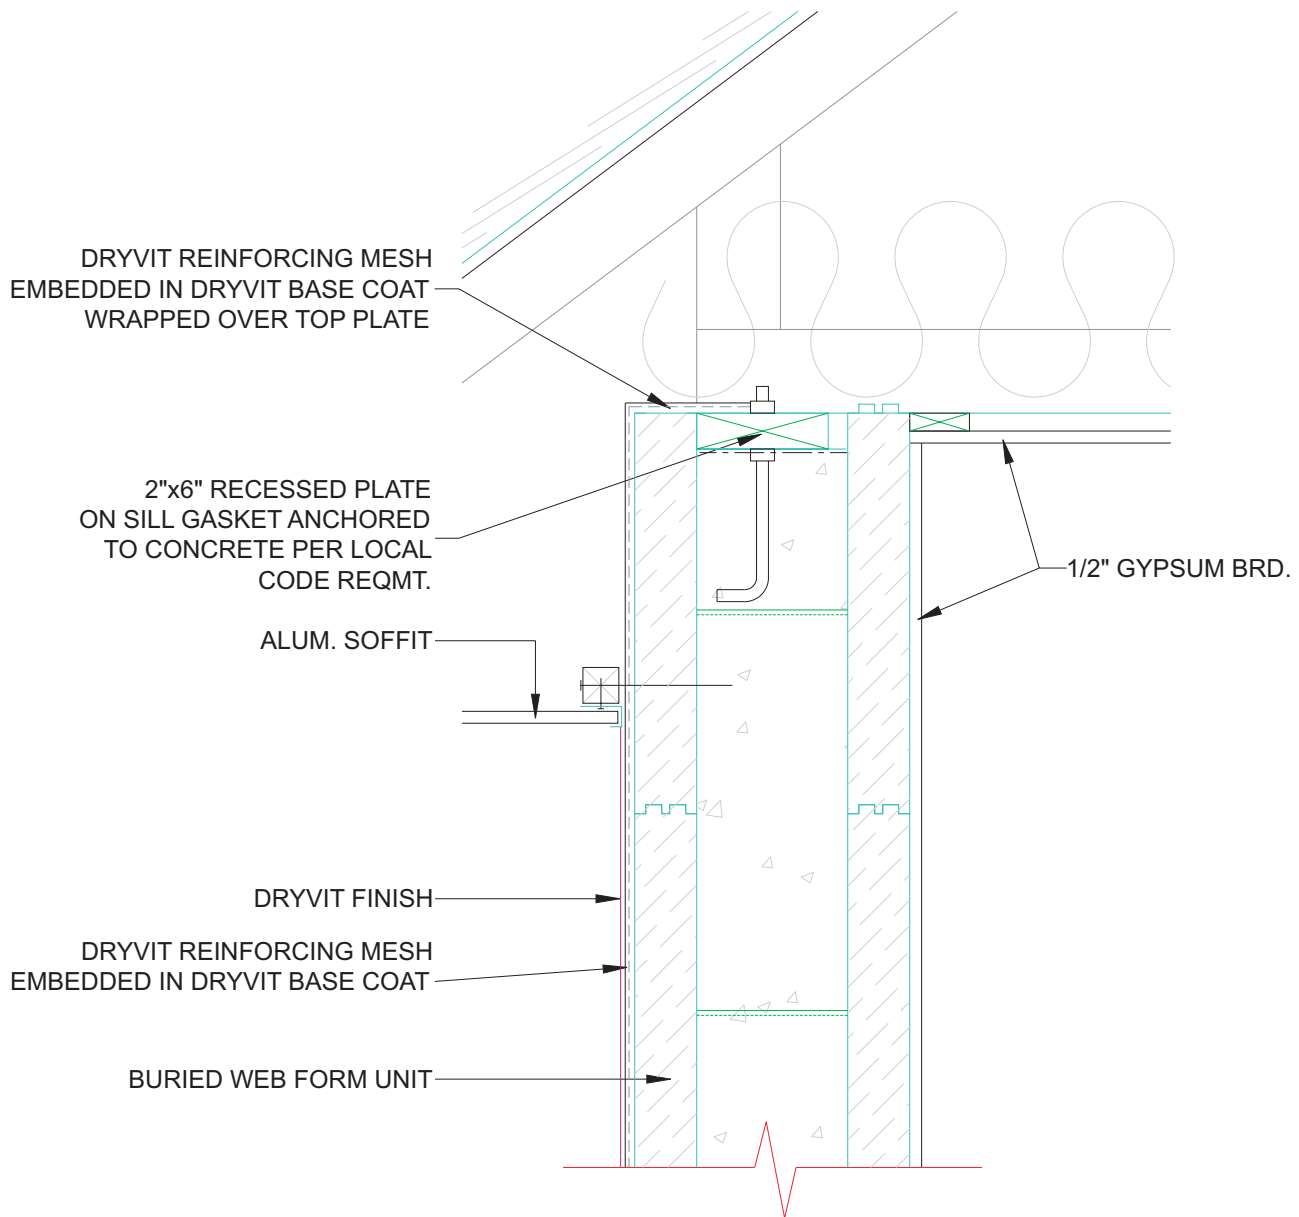 DRYVIT REINFORCING MESH
EMBEDDED IN DRYVIT BASE COAT
WRAPPED OVER TOP PLATE
2"x6" RECESSED PLATE
ON SILL GASKET ANCHORED
TO CONCRETE PER LOCAL
CODE REQMT.
1/2" GYPSUM BRD.
ALUM. SOFFIT
DRYVIT FINISH
DRYVIT REINFORCING MESH
EMBEDDED IN DRYVIT BASE COAT
BURIED WEB FORM UNIT